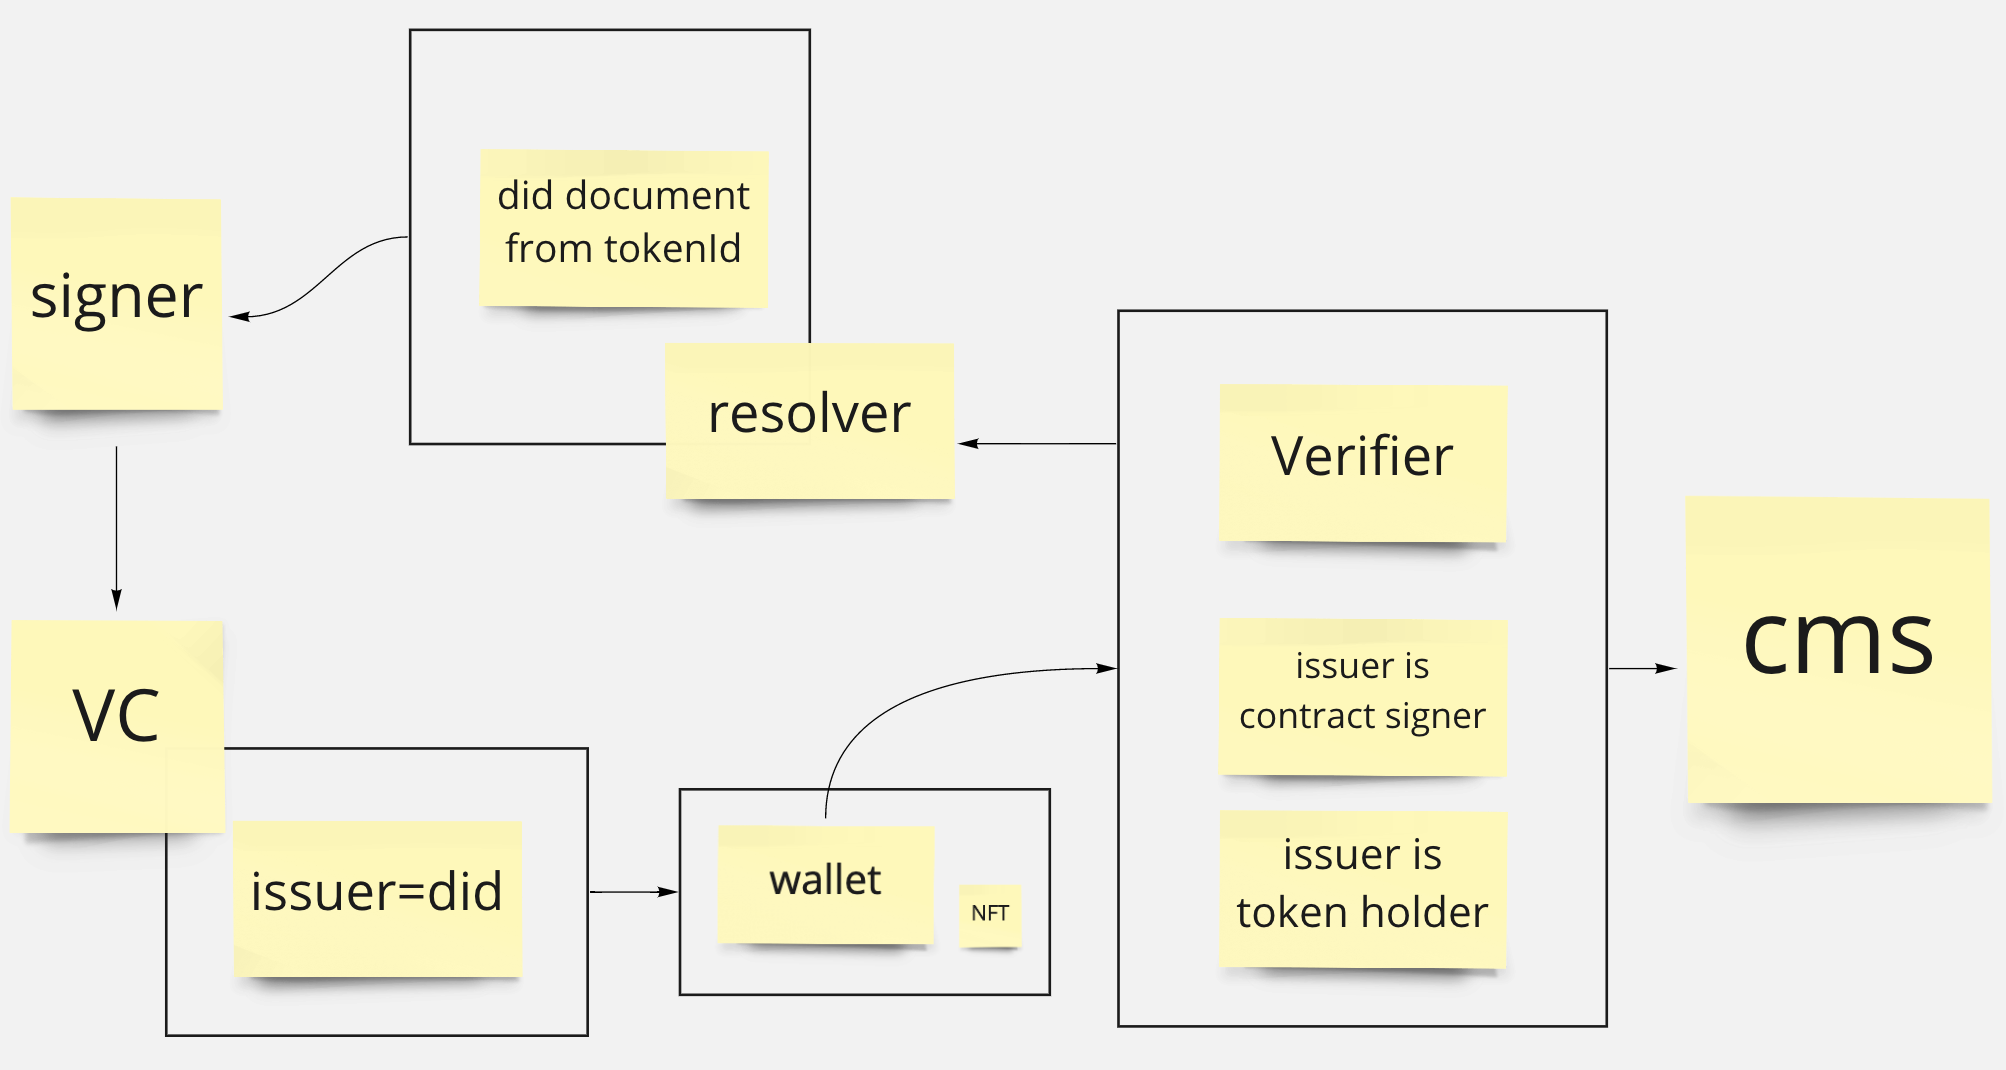 did document
from tokenId
signer
resolver
Verifier
cms
issuer is
contract signer
VC
issuer=did
wallet
NFT
issuer is
token holder